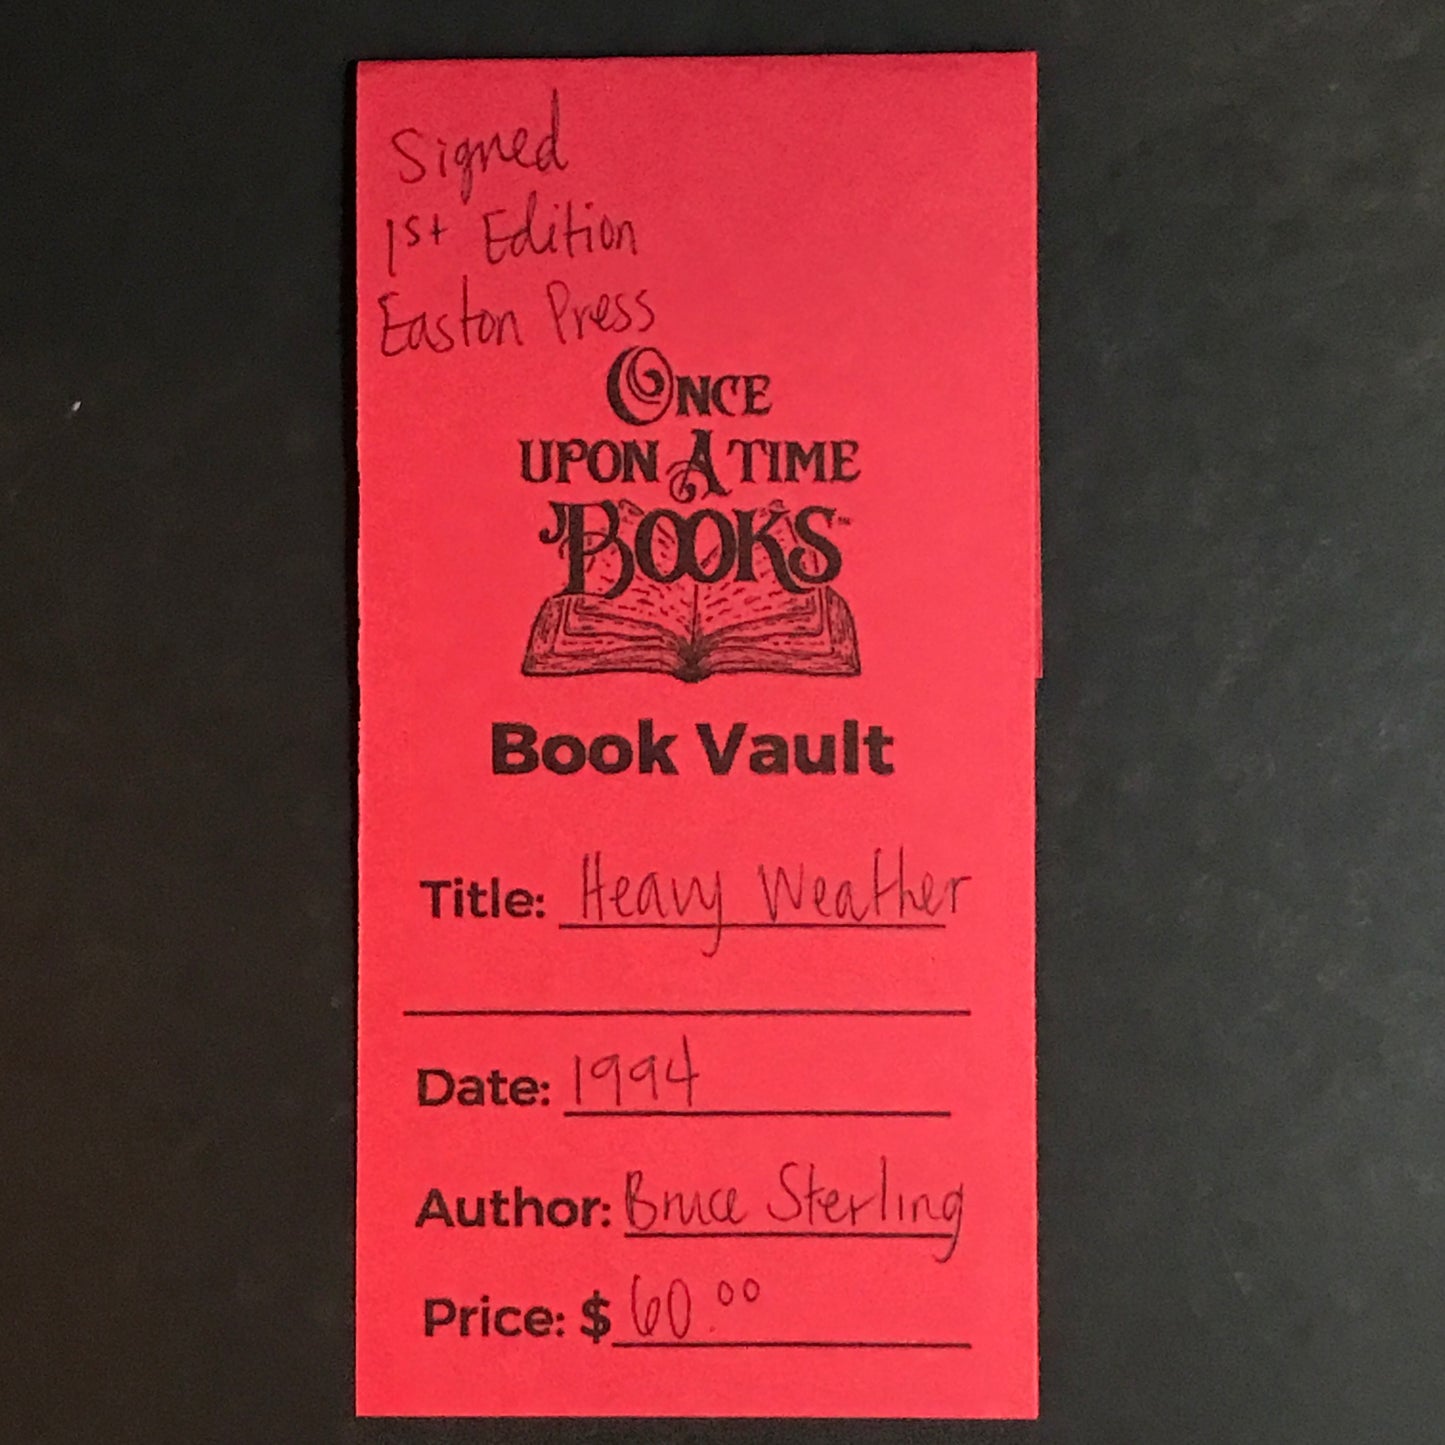 Signed
1st Edition
Easton Press
ONCE
UPON A TIME
BOOKS™
Book Vault
Title: Heavy Weather
Date: 1994
Author: Bruce Sterling
Price: $ 60.00